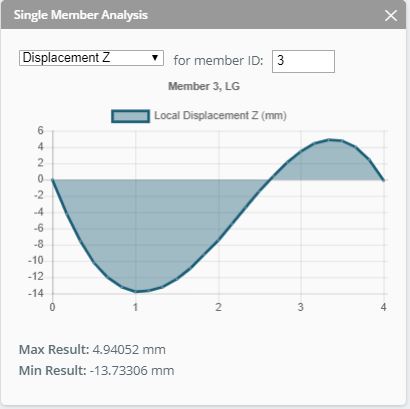 Single Member Analysis
Displacement Z for member ID: 3
Member 3, LG
Local Displacement Z (mm)
6
4
2
0
-2
-4
-6
-8
-10
-12
-14
0 1 2 3 4
Max Result: 4.94052 mm
Min Result: -13.73306 mm